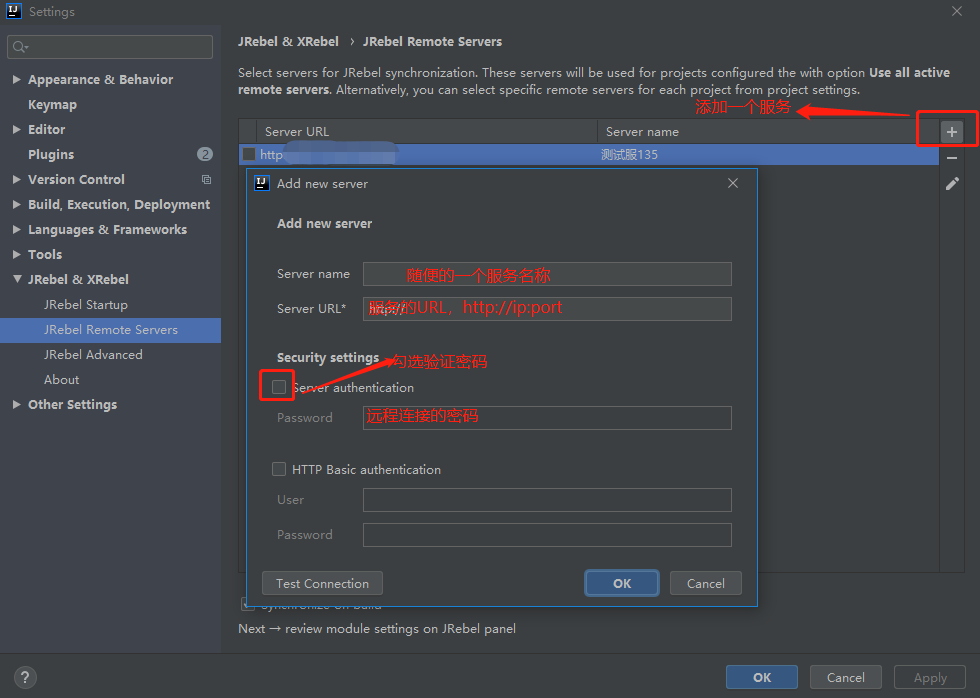 Settings
JRebel & XRebel › JRebel Remote Servers
Select servers for JRebel synchronization. These servers will be used for projects configured the with option Use all active
remote servers. Alternatively, you can select specific remote servers for each project from project settings.
添加一个服务
Appearance & Behavior
Keymap
Editor
Plugins 2
Version Control
Build, Execution, Deployment
Languages & Frameworks
Tools
JRebel & XRebel
JRebel Startup
JRebel Remote Servers
JRebel Advanced
About
Other Settings
Server URL Server name
http 测试服135
Add new server
Add new server
Server name 随便的一个服务名称
Server URL* http:// 服务的URL，http://ip:port
Security settings
勾选验证密码
Server authentication
Password 远程连接的密码
HTTP Basic authentication
User
Password
Test Connection OK Cancel
Synchronize on build
Next → review module settings on JRebel panel
? OK Cancel Apply